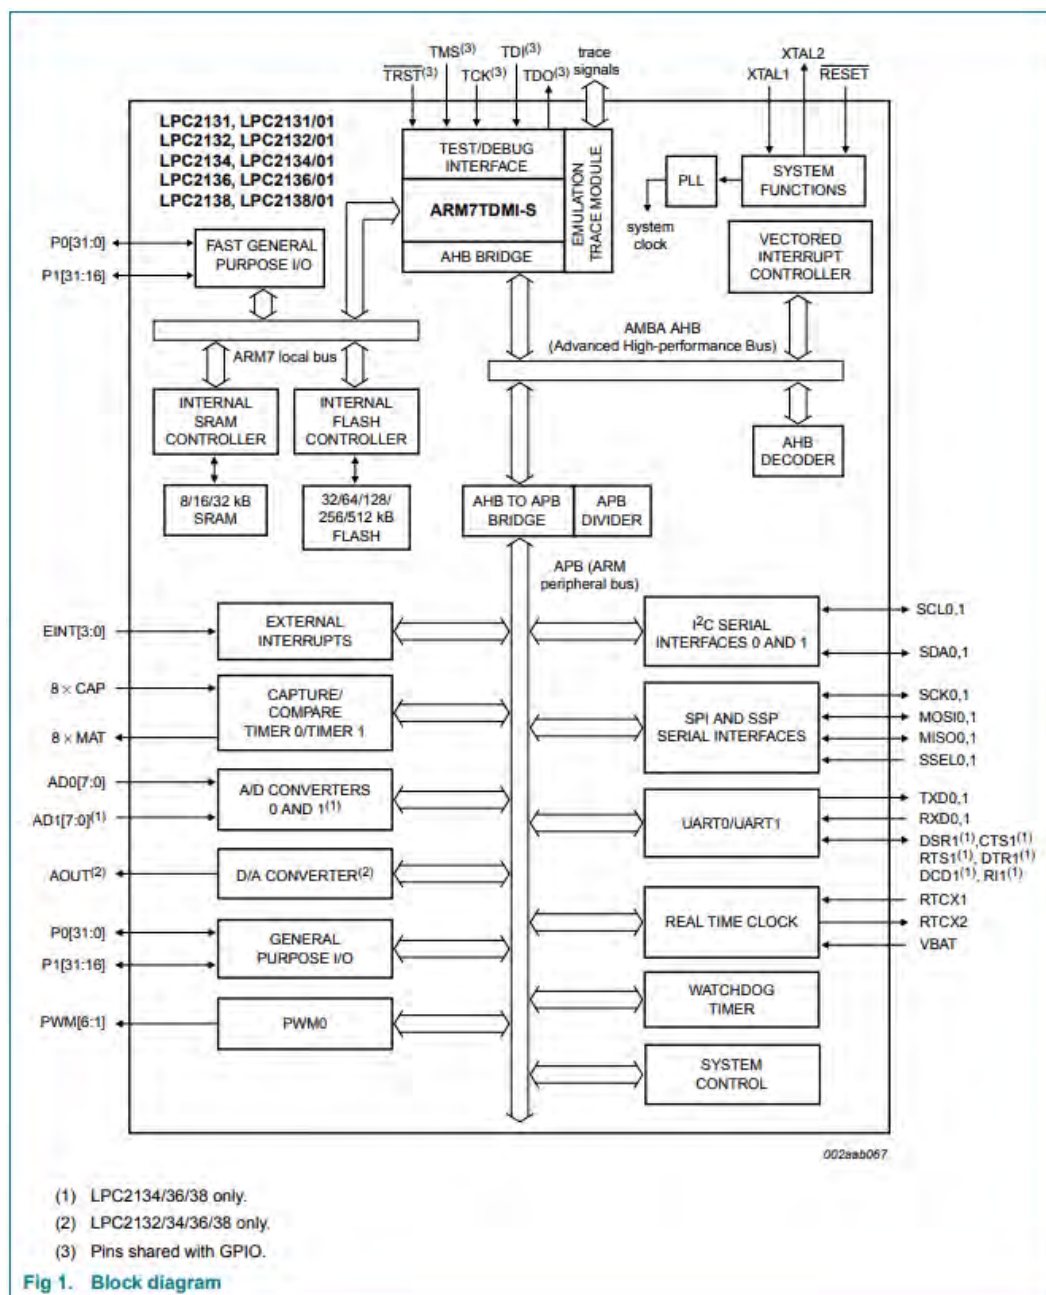 XTAL2
TMS(3) TDI(3) trace
TRST(3) TCK(3) TDO(3) signals
XTAL1 RESET
LPC2131, LPC2131/01
LPC2132, LPC2132/01
LPC2134, LPC2134/01
LPC2136, LPC2136/01
LPC2138, LPC2138/01
TEST/DEBUG
INTERFACE
ARM7TDMI-S
AHB BRIDGE
EMULATION
TRACE MODULE
PLL
SYSTEM
FUNCTIONS
system
clock
VECTORED
INTERRUPT
CONTROLLER
P0[31:0]
P1[31:16]
FAST GENERAL
PURPOSE I/O
ARM7 local bus
AMBA AHB
(Advanced High-performance Bus)
INTERNAL
SRAM
CONTROLLER
INTERNAL
FLASH
CONTROLLER
AHB
DECODER
8/16/32 kB
SRAM
32/64/128/
256/512 kB
FLASH
AHB TO APB
BRIDGE
APB
DIVIDER
APB (ARM
peripheral bus)
EINT[3:0]
EXTERNAL
INTERRUPTS
I2C SERIAL
INTERFACES 0 AND 1
SCL0,1
SDA0,1
8 × CAP
8 × MAT
CAPTURE/
COMPARE
TIMER 0/TIMER 1
SPI AND SSP
SERIAL INTERFACES
SCK0,1
MOSI0,1
MISO0,1
SSEL0,1
AD0[7:0]
AD1[7:0](1)
A/D CONVERTERS
0 AND 1(1)
UART0/UART1
TXD0,1
RXD0,1
DSR1(1),CTS1(1)
RTS1(1), DTR1(1)
DCD1(1), RI1(1)
AOUT(2)
D/A CONVERTER(2)
P0[31:0]
P1[31:16]
GENERAL
PURPOSE I/O
REAL TIME CLOCK
RTCX1
RTCX2
VBAT
PWM[6:1]
PWM0
WATCHDOG
TIMER
SYSTEM
CONTROL
002aab067
(1) LPC2134/36/38 only.
(2) LPC2132/34/36/38 only.
(3) Pins shared with GPIO.
Fig 1. Block diagram